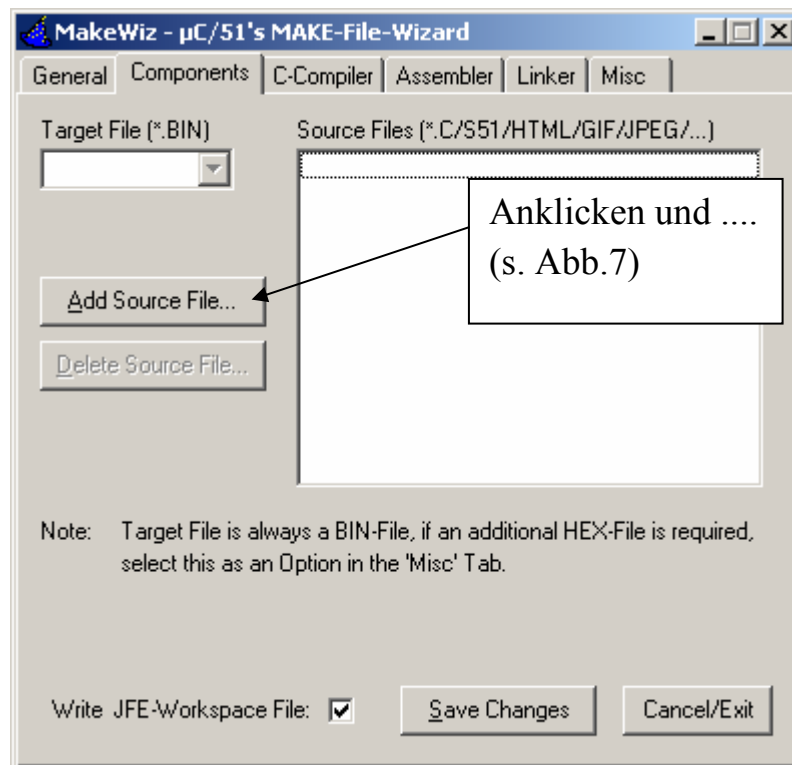 MakeWiz - µC/51's MAKE-File-Wizard
General Components C-Compiler Assembler Linker Misc
Target File (*.BIN)
Source Files (*.C/S51/HTML/GIF/JPEG/...)
Anklicken und ....
(s. Abb.7)
Add Source File...
Delete Source File...
Note: Target File is always a BIN-File, if an additional HEX-File is required,
select this as an Option in the 'Misc' Tab.
Write JFE-Workspace File: Save Changes Cancel/Exit